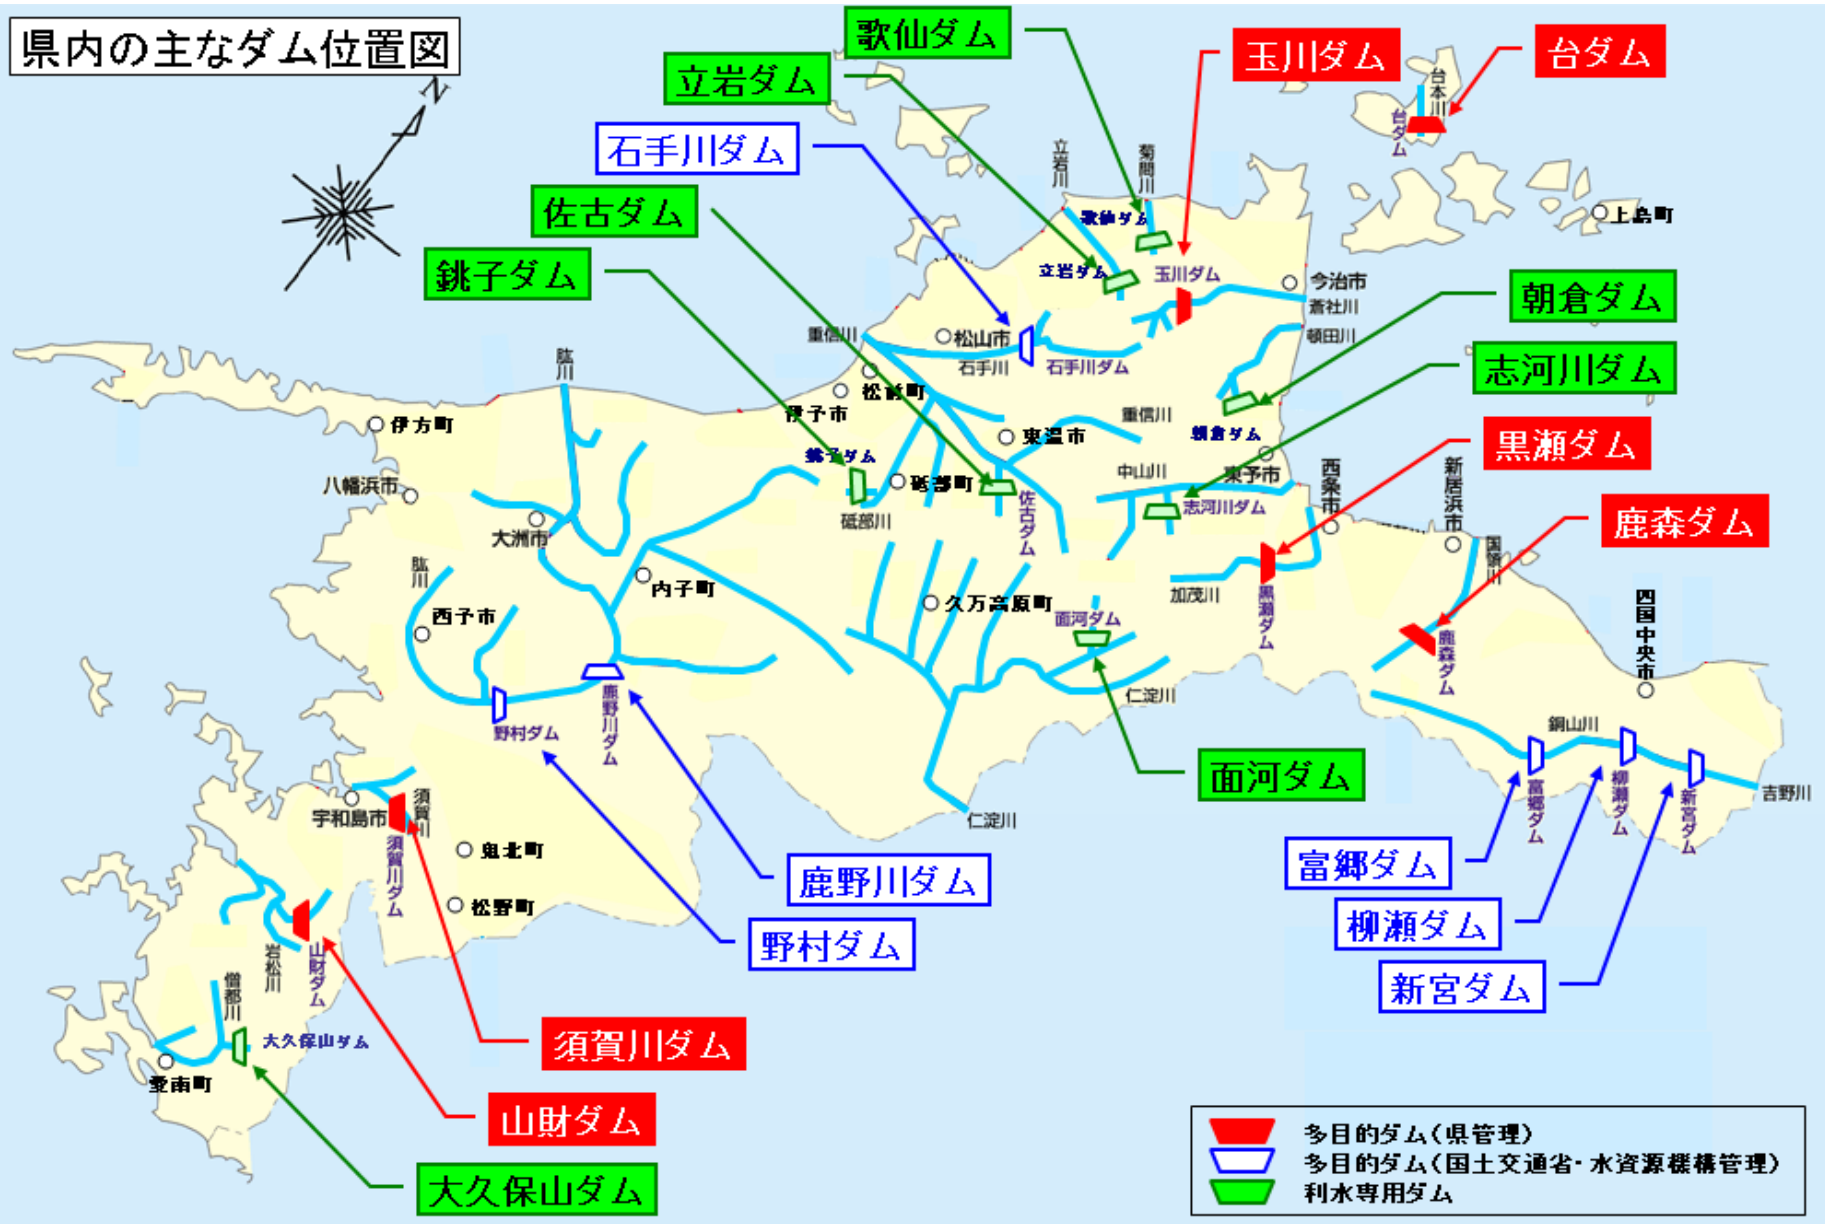 県内の主なダム位置図
N
歌仙ダム
立岩ダム
石手川ダム
佐古ダム
銚子ダム
玉川ダム
台ダム
朝倉ダム
志河川ダム
黒瀬ダム
鹿森ダム
面河ダム
富郷ダム
柳瀬ダム
新宮ダム
鹿野川ダム
野村ダム
須賀川ダム
山財ダム
大久保山ダム
台本川
台ダム
上島町
立岩川
菊間川
歌仙ダム
立岩ダム
玉川ダム
今治市
蒼社川
頓田川
重信川
松山市
石手川
石手川ダム
松前町
伊予市
肱川
伊方町
八幡浜市
大洲市
銚子ダム
砥部町
砥部川
東温市
重信川
朝倉ダム
東予市
中山川
志河川ダム
佐古ダム
西条市
新居浜市
国領川
加茂川
黒瀬ダム
鹿森ダム
四国中央市
肱川
西予市
内子町
久万高原町
面河ダム
仁淀川
仁淀川
野村ダム
鹿野川ダム
銅山川
富郷ダム
柳瀬ダム
新宮ダム
吉野川
宇和島市
須賀川
須賀川ダム
鬼北町
松野町
岩松川
山財ダム
僧都川
大久保山ダム
愛南町
多目的ダム(県管理)
多目的ダム(国土交通省・水資源機構管理)
利水専用ダム